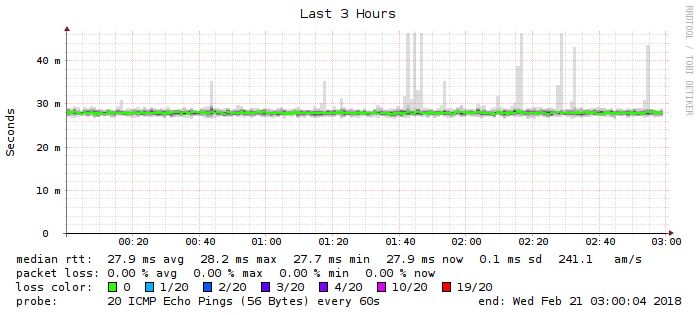 Last 3 Hours
RRDTOOL / TOBI OETIKER
Seconds
40 m
30 m
20 m
10 m
0
00:20 00:40 01:00 01:20 01:40 02:00 02:20 02:40 03:00
median rtt: 27.9 ms avg 28.2 ms max 27.7 ms min 27.9 ms now 0.1 ms sd 241.1 am/s
packet loss: 0.00 % avg 0.00 % max 0.00 % min 0.00 % now
loss color: 0 1/20 2/20 3/20 4/20 10/20 19/20
probe: 20 ICMP Echo Pings (56 Bytes) every 60s end: Wed Feb 21 03:00:04 2018